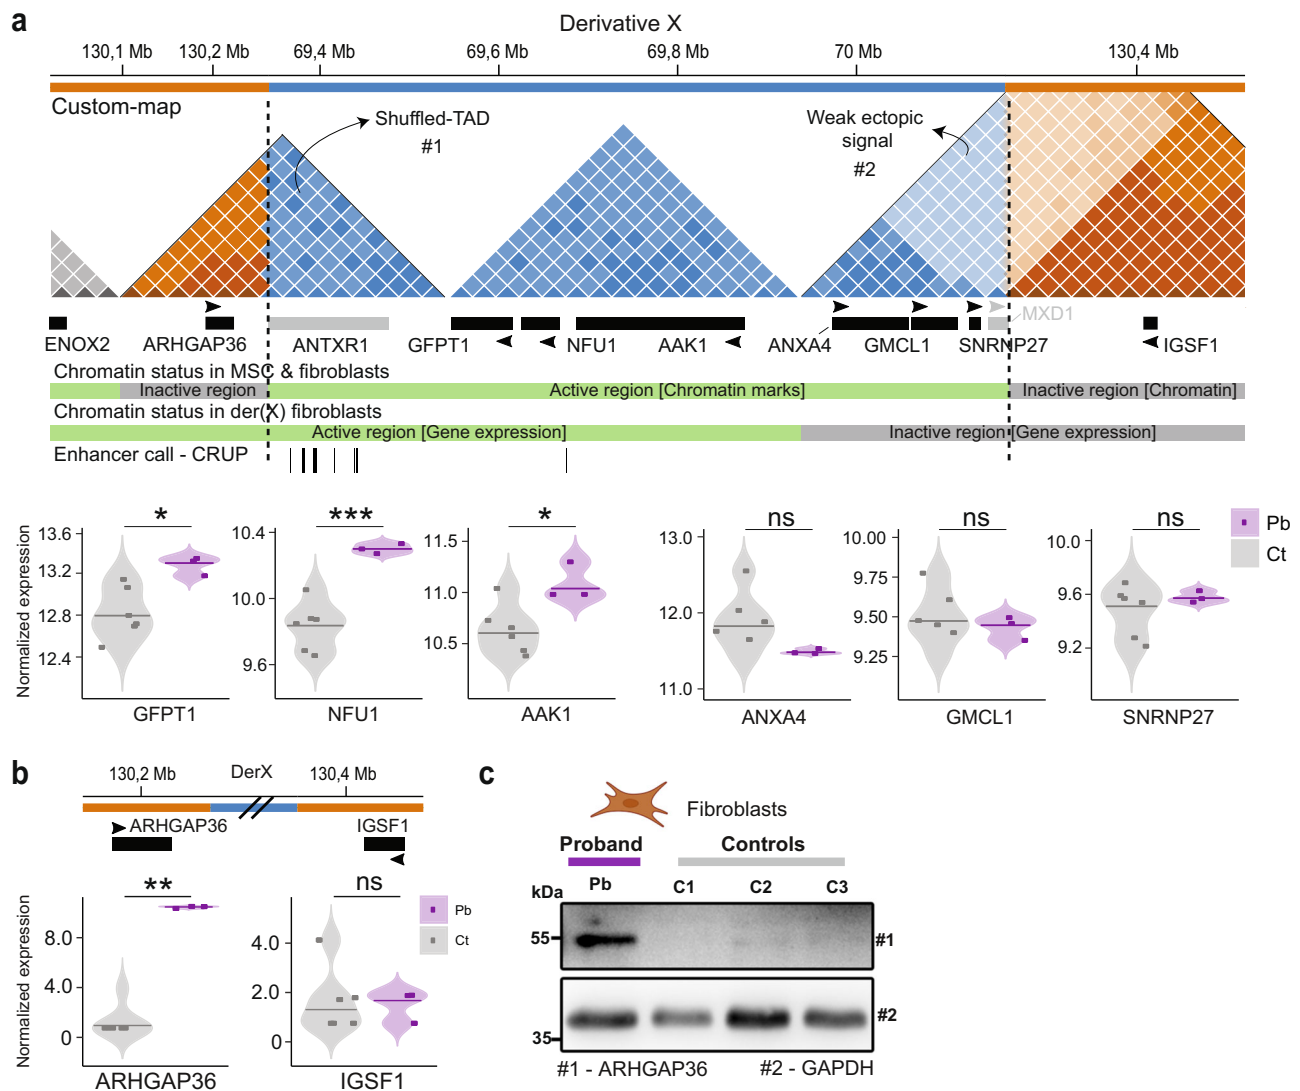 a
Derivative X
130,1 Mb 130,2 Mb 69,4 Mb 69,6 Mb 69,8 Mb 70 Mb 130,4 Mb
Custom-map
Shuffled-TAD
#1
Weak ectopic
signal
#2
MXD1
ENOX2 ARHGAP36 ANTXR1 GFPT1 NFU1 AAK1 ANXA4 GMCL1 SNRNP27 IGSF1
Chromatin status in MSC & fibroblasts
Inactive region Active region [Chromatin marks] Inactive region [Chromatin]
Chromatin status in der(X) fibroblasts
Active region [Gene expression] Inactive region [Gene expression]
Enhancer call - CRUP
Normalized expression
13.6
13.2
12.8
12.4
*
GFPT1
10.4
10.0
9.6
***
NFU1
11.5
11.0
10.5
*
AAK1
13.0
12.0
11.0
ns
ANXA4
10.00
9.75
9.50
9.25
ns
GMCL1
10.0
9.6
9.2
ns
SNRNP27
Pb
Ct
b
DerX
130,2 Mb 130,4 Mb
ARHGAP36 IGSF1
Normalized expression
8.0
4.0
0
**
ARHGAP36
4.0
2.0
0
ns
IGSF1
Pb
Ct
c
Fibroblasts
Proband Controls
kDa Pb C1 C2 C3
55 #1
35 #2
#1 - ARHGAP36 #2 - GAPDH